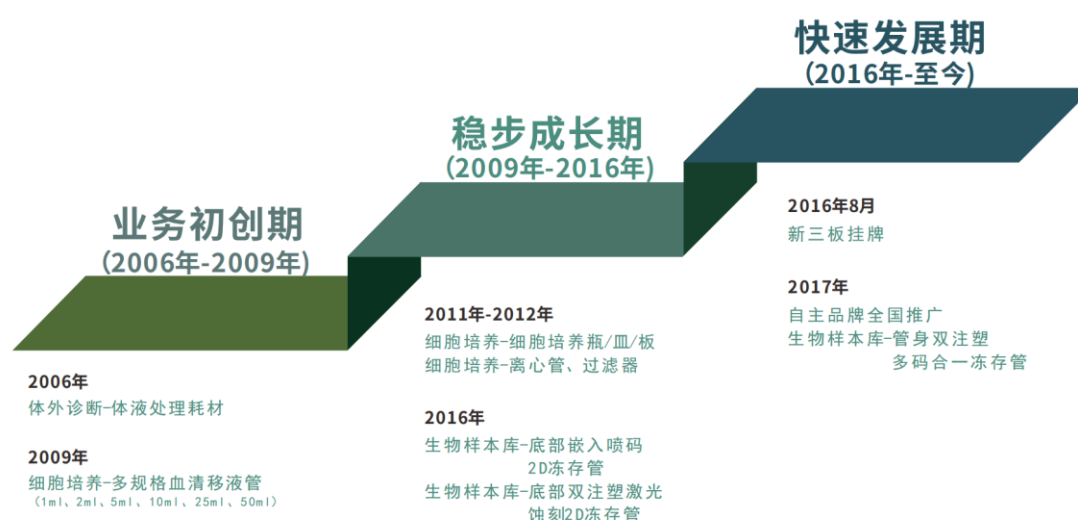 业务初创期
(2006年-2009年)
2006年
体外诊断-体液处理耗材
2009年
细胞培养-多规格血清移液管
(1ml、2ml、5ml、10ml、25ml、50ml)
稳步成长期
(2009年-2016年)
2011年-2012年
细胞培养-细胞培养瓶/皿/板
细胞培养-离心管、过滤器
2016年
生物样本库-底部嵌入喷码
2D冻存管
生物样本库-底部双注塑激光
蚀刻2D冻存管
快速发展期
(2016年-至今)
2016年8月
新三板挂牌
2017年
自主品牌全国推广
生物样本库-管身双注塑
多码合一冻存管